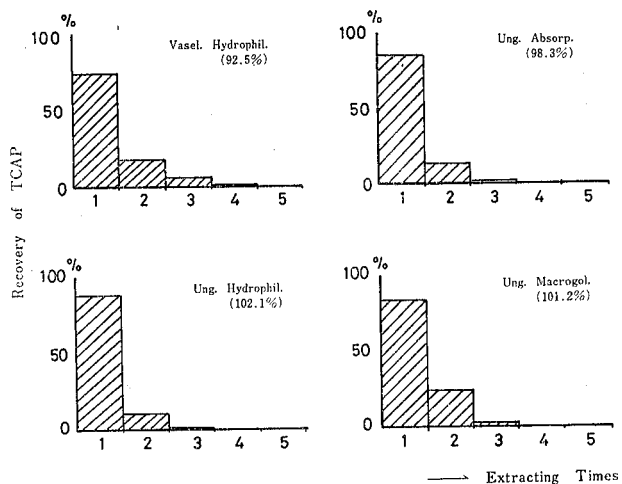 %
100
50
0
Vasel. Hydrophil.
(92.5%)
1 2 3 4 5
%
100
50
0
Ung. Absorp.
(98.3%)
1 2 3 4 5
Recovery of TCAP
%
100
50
0
Ung. Hydrophil.
(102.1%)
1 2 3 4 5
%
100
50
0
Ung. Macrogol.
(101.2%)
1 2 3 4 5
Extracting Times